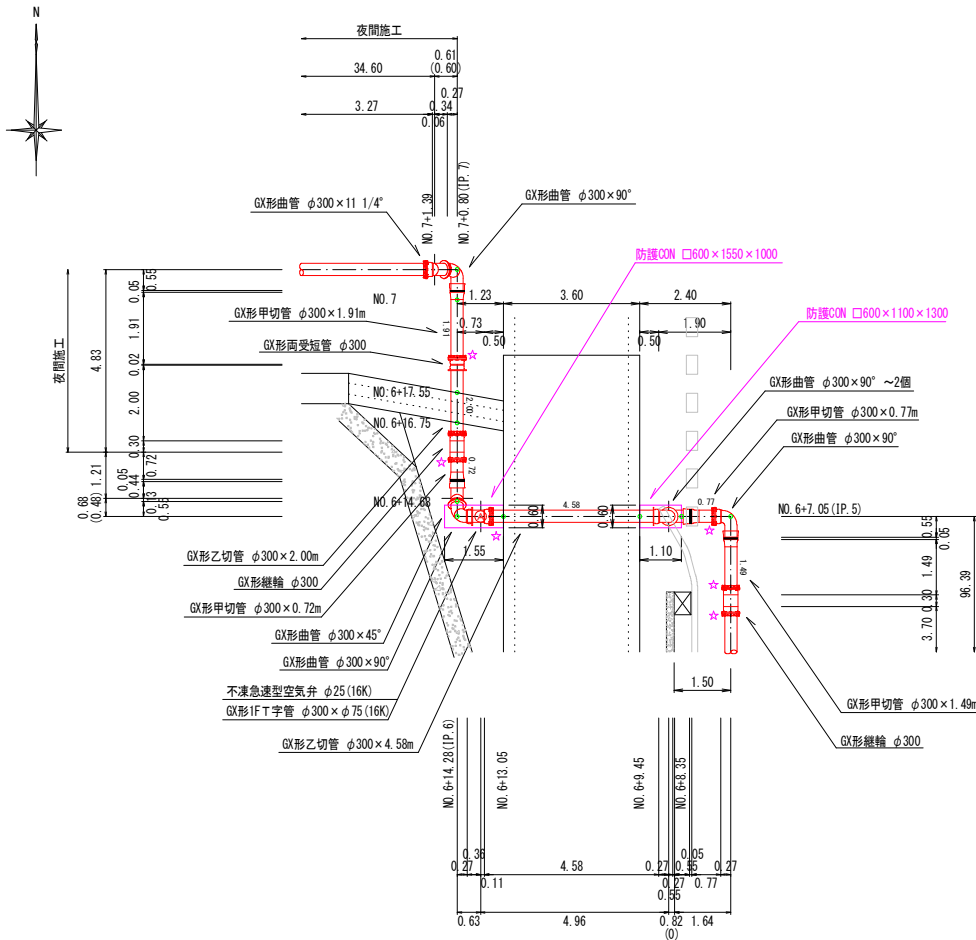 N
夜間施工
0.61
34.60
(0.60)
0.27
3.27
0.34
0.06
GX形曲管 φ300×11 1/4°
NO.7+1.39
NO.7+0.80(IP.7)
GX形曲管 φ300×90°
防護CON □600×1550×1000
0.55
0.05
NO.7
1.23
3.60
2.40
GX形甲切管 φ300×1.91m
1.91
0.73
0.50
0.50
1.90
防護CON □600×1100×1300
1.91
4.83
夜間施工
GX形両受短管 φ300
0.02
GX形曲管 φ300×90° ～2個
NO.6+17.55
2.00
2.00
GX形甲切管 φ300×0.77m
NO.6+16.75
GX形曲管 φ300×90°
0.30
0.72
0.72
1.21
0.05
0.44
0.68
(0.48)
0.13
0.55
NO.6+14.68
0.60
4.58
0.60
0.77
NO.6+7.05(IP.5)
0.55
0.05
1.55
1.10
1.49
1.49
96.39
GX形乙切管 φ300×2.00m
GX形継輪 φ300
0.30
GX形甲切管 φ300×0.72m
3.70
GX形曲管 φ300×45°
GX形曲管 φ300×90°
1.50
不凍急速型空気弁 φ25(16K)
GX形1FT字管 φ300×φ75(16K)
GX形甲切管 φ300×1.49m
GX形乙切管 φ300×4.58m
GX形継輪 φ300
NO.6+14.28(IP.6)
NO.6+13.05
NO.6+9.45
NO.6+8.35
0.36
0.05
0.27
4.58
0.27
0.55
0.27
0.11
0.27
0.77
0.55
0.63
4.96
0.82
1.64
(0)